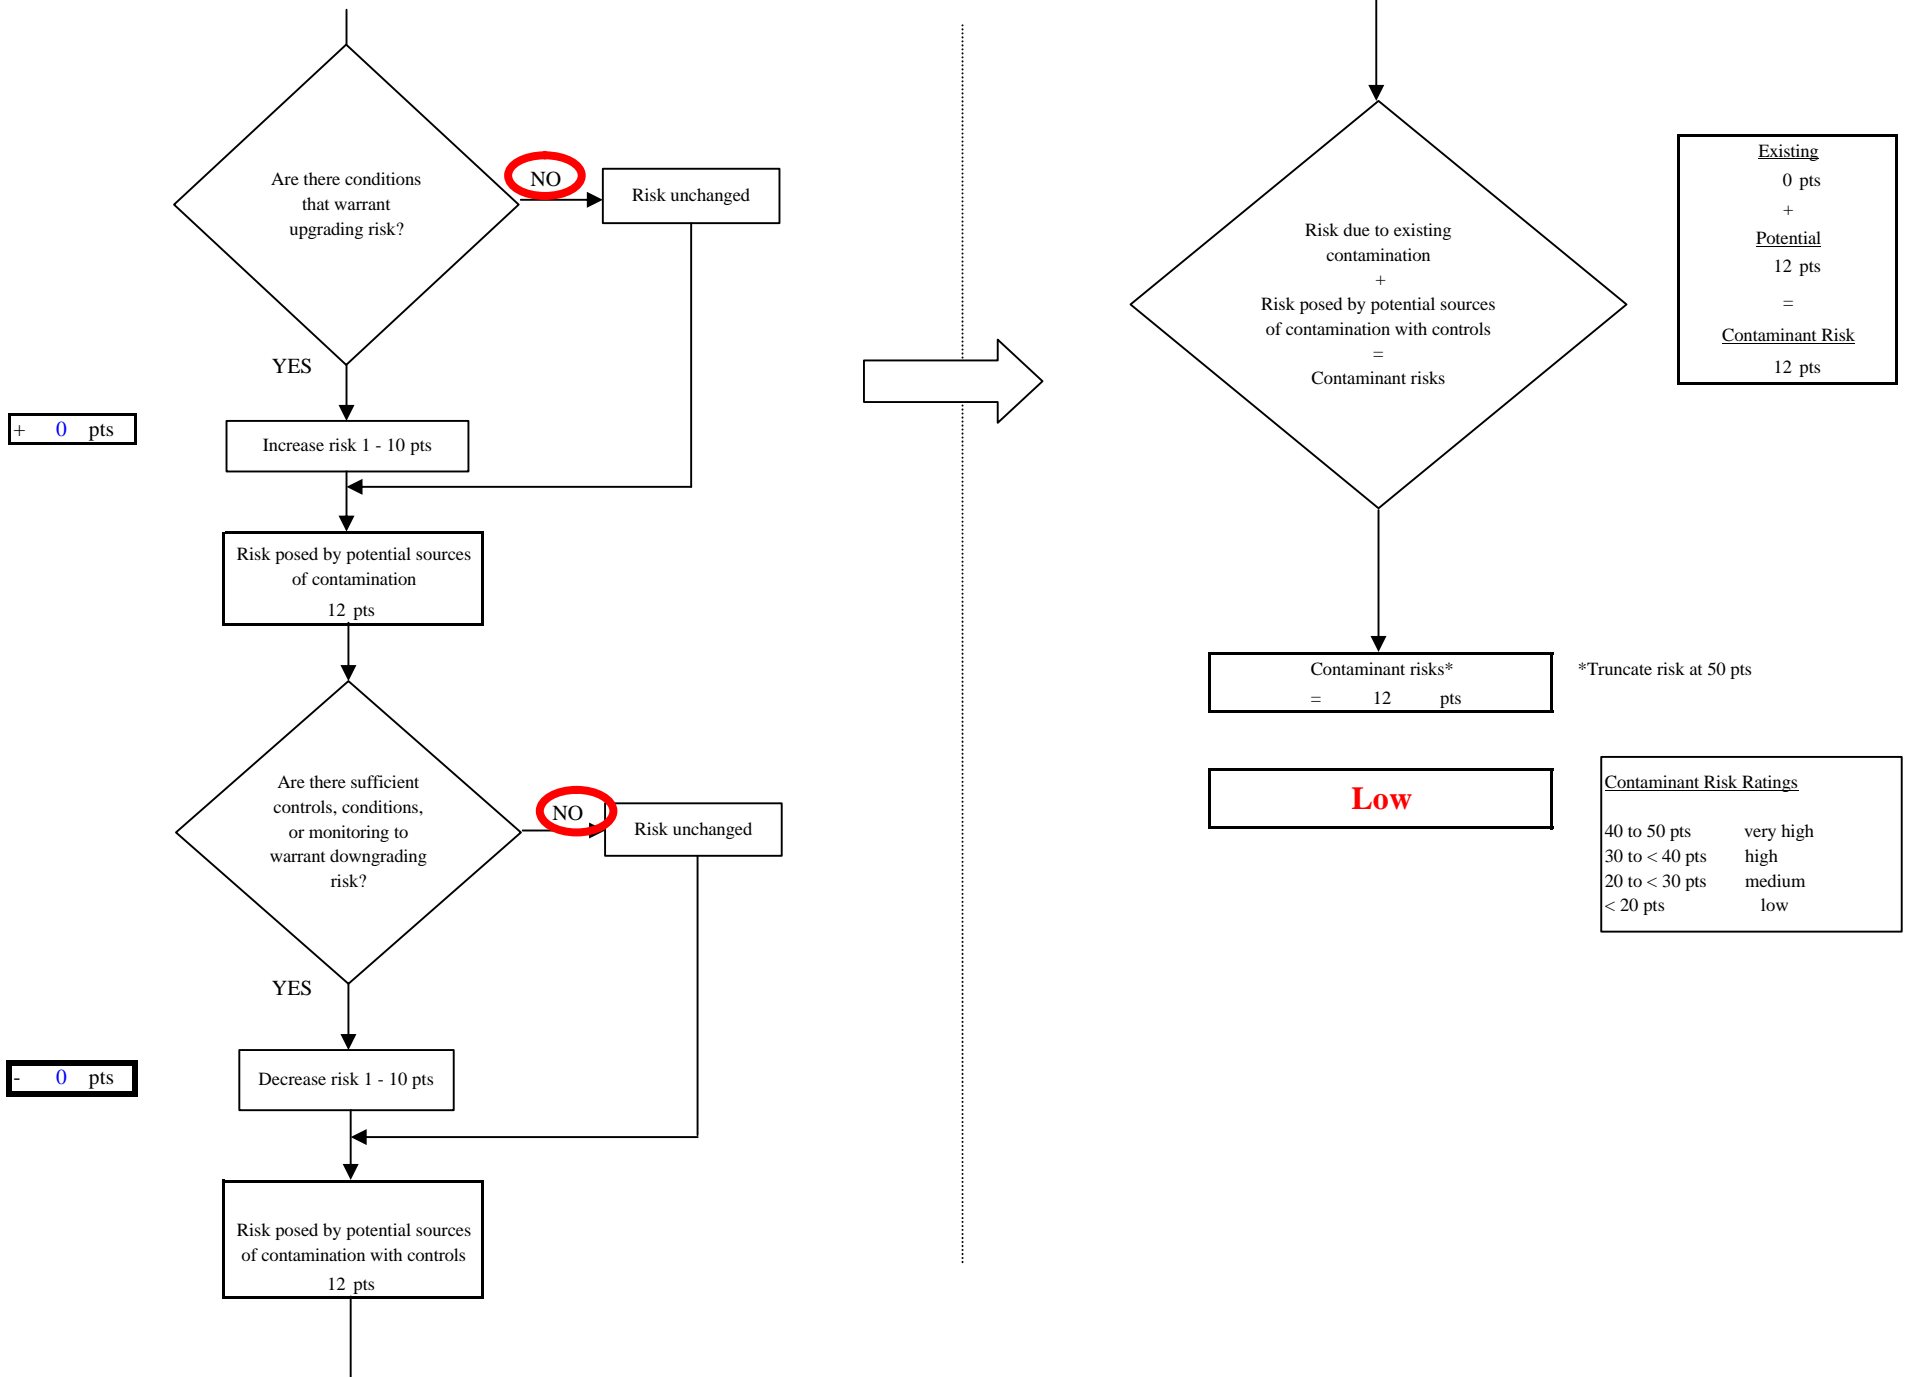 Are there conditions
that warrant
upgrading risk?
NO
Risk unchanged
YES
+ 0 pts
Increase risk 1 - 10 pts
Risk posed by potential sources
of contamination
12 pts
Are there sufficient
controls, conditions,
or monitoring to
warrant downgrading
risk?
NO
Risk unchanged
YES
- 0 pts
Decrease risk 1 - 10 pts
Risk posed by potential sources
of contamination with controls
12 pts
Risk due to existing
contamination
+
Risk posed by potential sources
of contamination with controls
=
Contaminant risks
Existing
0 pts
+
Potential
12 pts
=
Contaminant Risk
12 pts
Contaminant risks*
= 12 pts
*Truncate risk at 50 pts
Low
Contaminant Risk Ratings
40 to 50 pts very high
30 to < 40 pts high
20 to < 30 pts medium
< 20 pts low